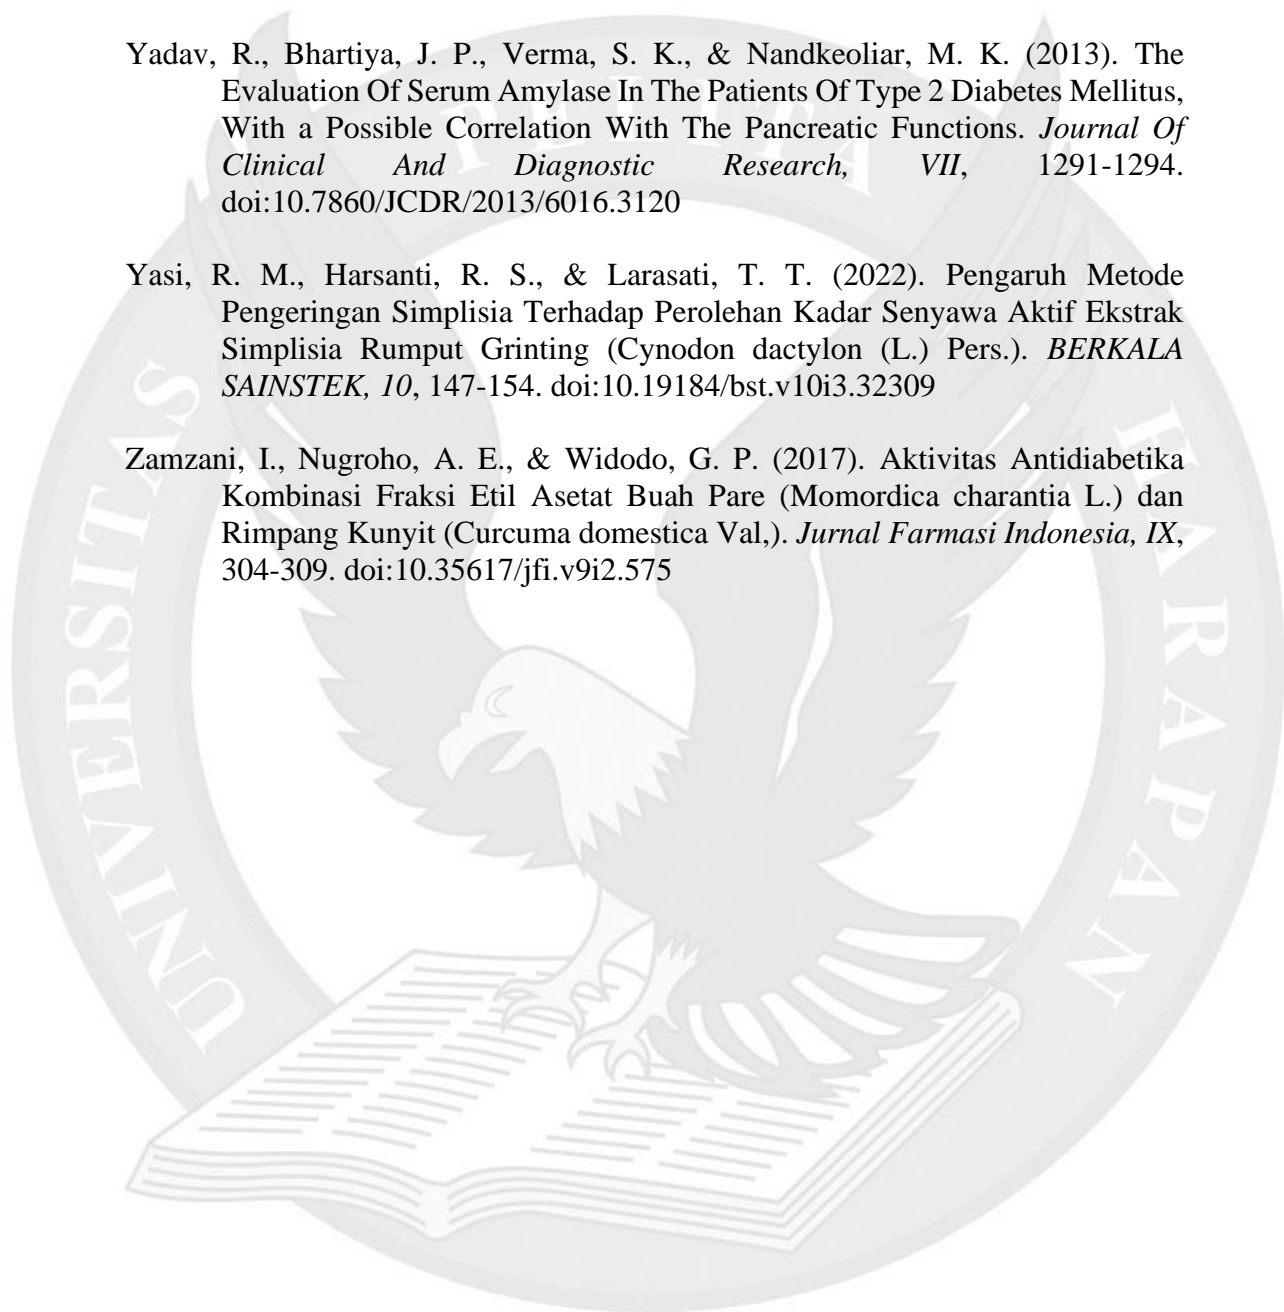 Yadav, R., Bhartiya, J. P., Verma, S. K., & Nandkeoliar, M. K. (2013). The
Evaluation Of Serum Amylase In The Patients Of Type 2 Diabetes Mellitus,
With a Possible Correlation With The Pancreatic Functions. Journal Of
Clinical And Diagnostic Research, VII, 1291-1294.
doi:10.7860/JCDR/2013/6016.3120
Yasi, R. M., Harsanti, R. S., & Larasati, T. T. (2022). Pengaruh Metode
Pengeringan Simplisia Terhadap Perolehan Kadar Senyawa Aktif Ekstrak
Simplisia Rumput Grinting (Cynodon dactylon (L.) Pers.). BERKALA
SAINSTEK, 10, 147-154. doi:10.19184/bst.v10i3.32309
Zamzani, I., Nugroho, A. E., & Widodo, G. P. (2017). Aktivitas Antidiabetika
Kombinasi Fraksi Etil Asetat Buah Pare (Momordica charantia L.) dan
Rimpang Kunyit (Curcuma domestica Val,). Jurnal Farmasi Indonesia, IX,
304-309. doi:10.35617/jfi.v9i2.575
UNIVERSITAS PELITA HARAPAN